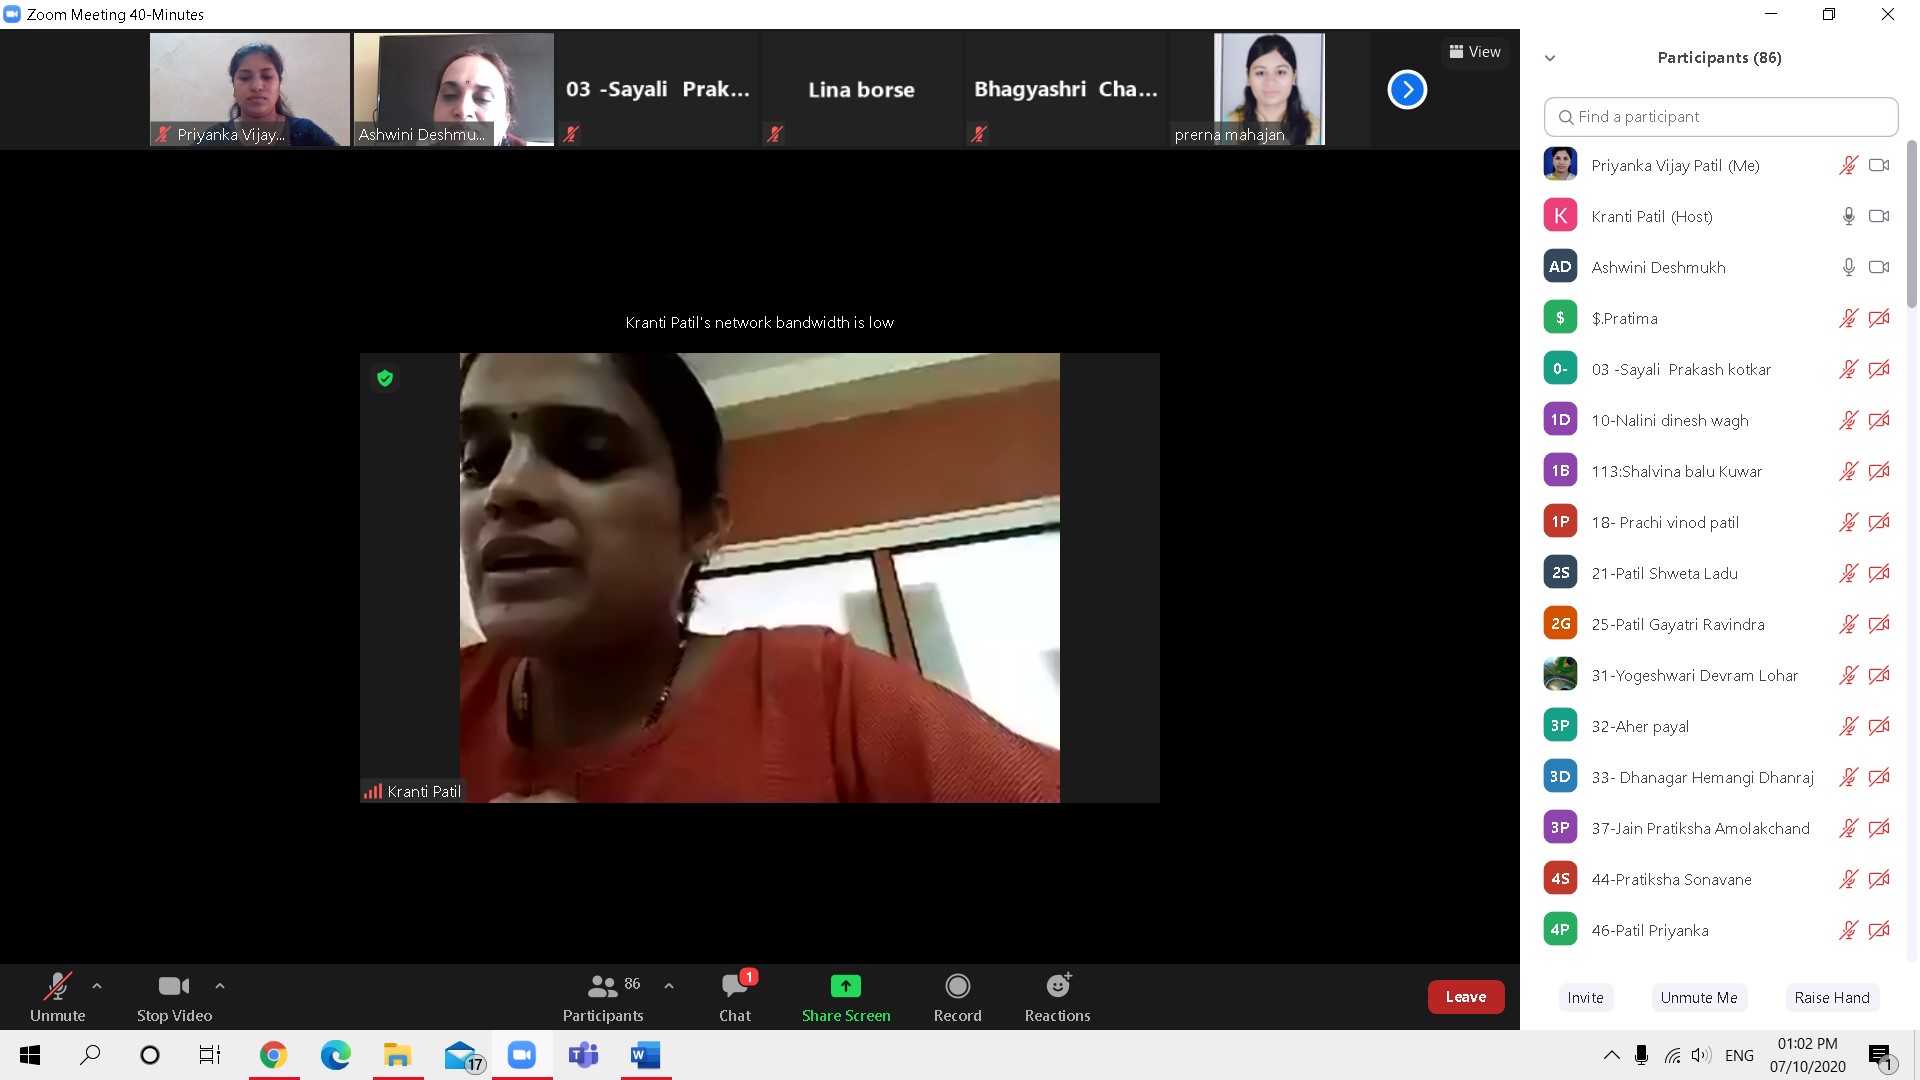 Zoom Meeting 40-Minutes
Priyanka Vijay...
Ashwini Deshmu...
03 -Sayali Prak...
Lina borse
Bhagyashri Cha...
prerna mahajan
View
Kranti Patil's network bandwidth is low
Kranti Patil
Participants (86)
Find a participant
Priyanka Vijay Patil (Me)
K
Kranti Patil (Host)
AD
Ashwini Deshmukh
$
$.Pratima
0-
03 -Sayali Prakash kotkar
1D
10-Nalini dinesh wagh
1B
113:Shalvina balu Kuwar
1P
18- Prachi vinod patil
2S
21-Patil Shweta Ladu
2G
25-Patil Gayatri Ravindra
31-Yogeshwari Devram Lohar
3P
32-Aher payal
3D
33- Dhanagar Hemangi Dhanraj
3P
37-Jain Pratiksha Amolakchand
4S
44-Pratiksha Sonavane
4P
46-Patil Priyanka
Invite
Unmute Me
Raise Hand
Unmute
Stop Video
86
Participants
1
Chat
Share Screen
Record
Reactions
Leave
17
ENG
01:02 PM
07/10/2020
1